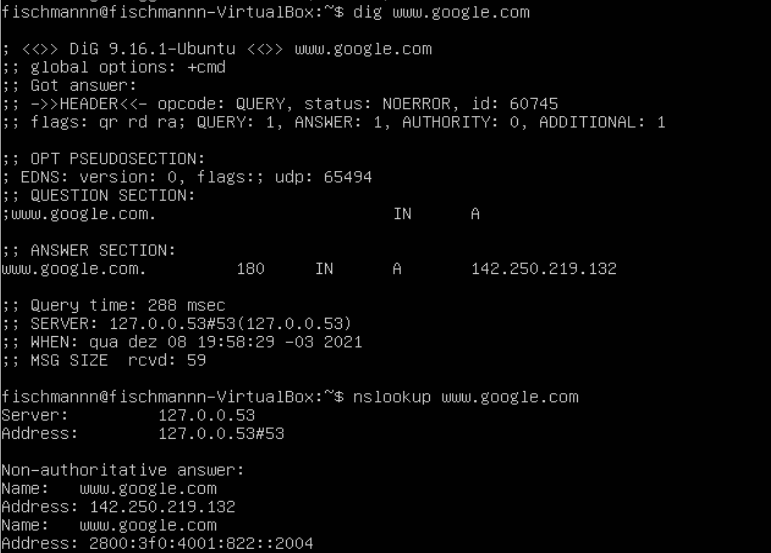 fischmannn@fischmannn-VirtualBox:~$ dig www.google.com
; <<>> DiG 9.16.1-Ubuntu <<>> www.google.com
;; global options: +cmd
;; Got answer:
;; ->>HEADER<<- opcode: QUERY, status: NOERROR, id: 60745
;; flags: qr rd ra; QUERY: 1, ANSWER: 1, AUTHORITY: 0, ADDITIONAL: 1
;; OPT PSEUDOSECTION:
; EDNS: version: 0, flags:; udp: 65494
;; QUESTION SECTION:
;www.google.com. IN A
;; ANSWER SECTION:
www.google.com. 180 IN A 142.250.219.132
;; Query time: 288 msec
;; SERVER: 127.0.0.53#53(127.0.0.53)
;; WHEN: qua dez 08 19:58:29 -03 2021
;; MSG SIZE rcvd: 59
fischmannn@fischmannn-VirtualBox:~$ nslookup www.google.com
Server: 127.0.0.53
Address: 127.0.0.53#53
Non-authoritative answer:
Name: www.google.com
Address: 142.250.219.132
Name: www.google.com
Address: 2800:3f0:4001:822::2004